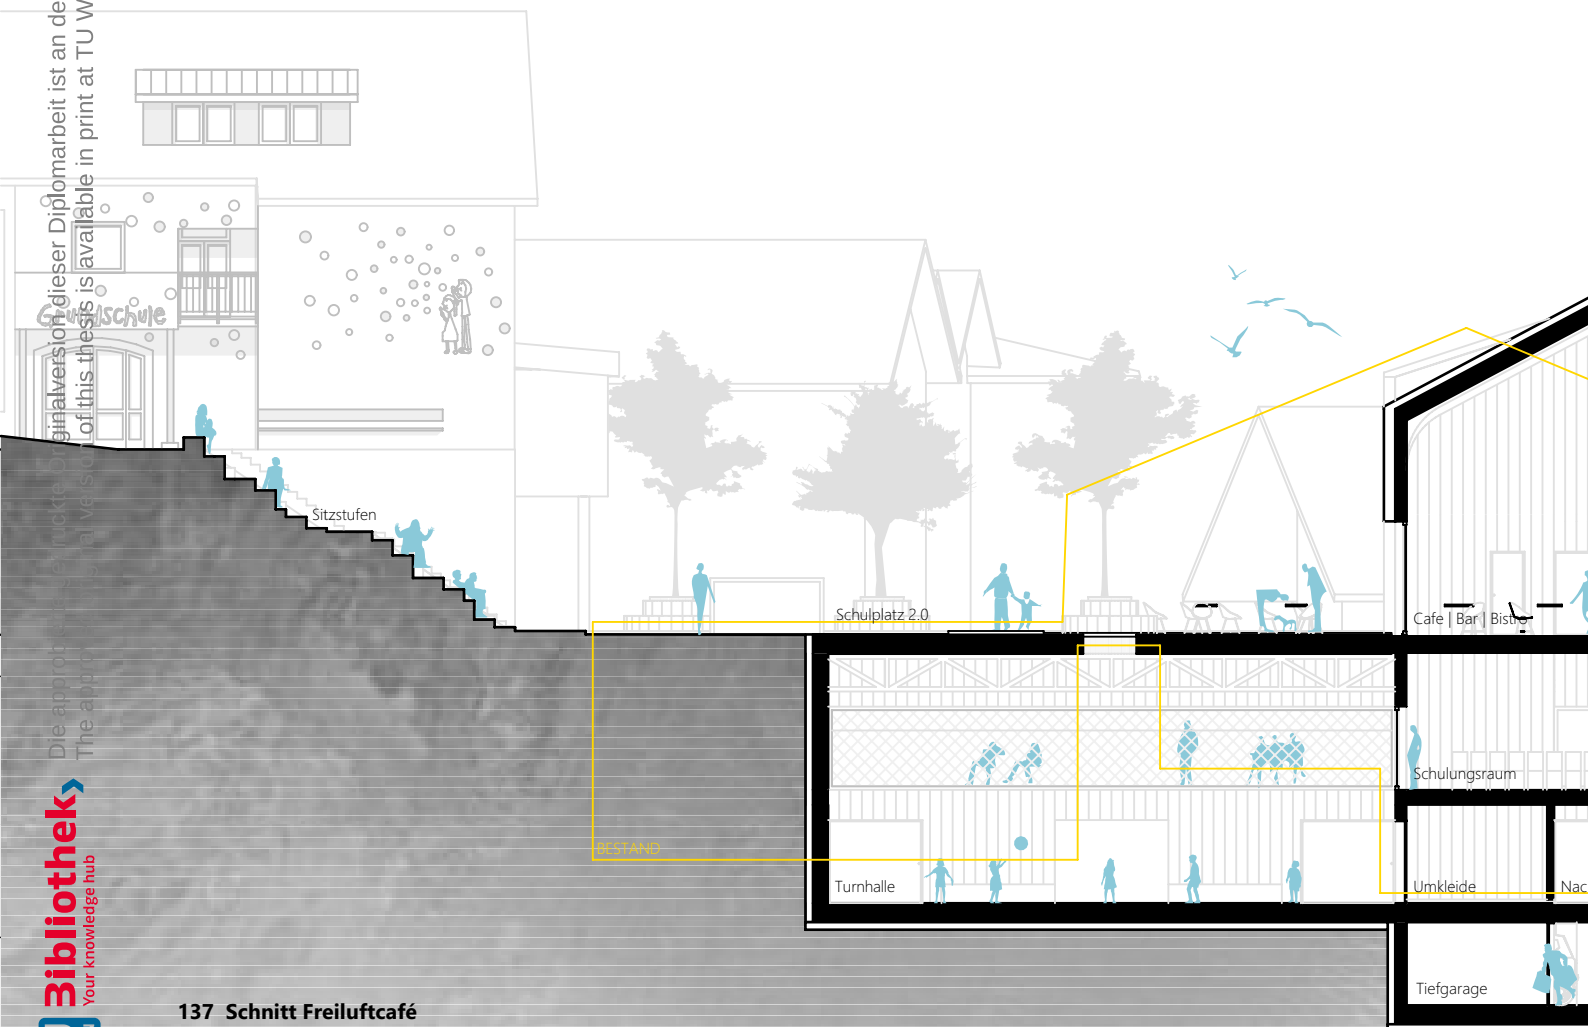 Die approbierte gedruckte Originalversion dieser Diplomarbeit ist an de
The approved original version of this thesis is available in print at TU W
Grundschule
Sitzstufen
Schulplatz 2.0
Cafe | Bar | Bistro
Schulungsraum
BESTAND
Turnhalle
Umkleide
Nac
Tiefgarage
Bibliothek
Your knowledge hub
137 Schnitt Freiluftcafé